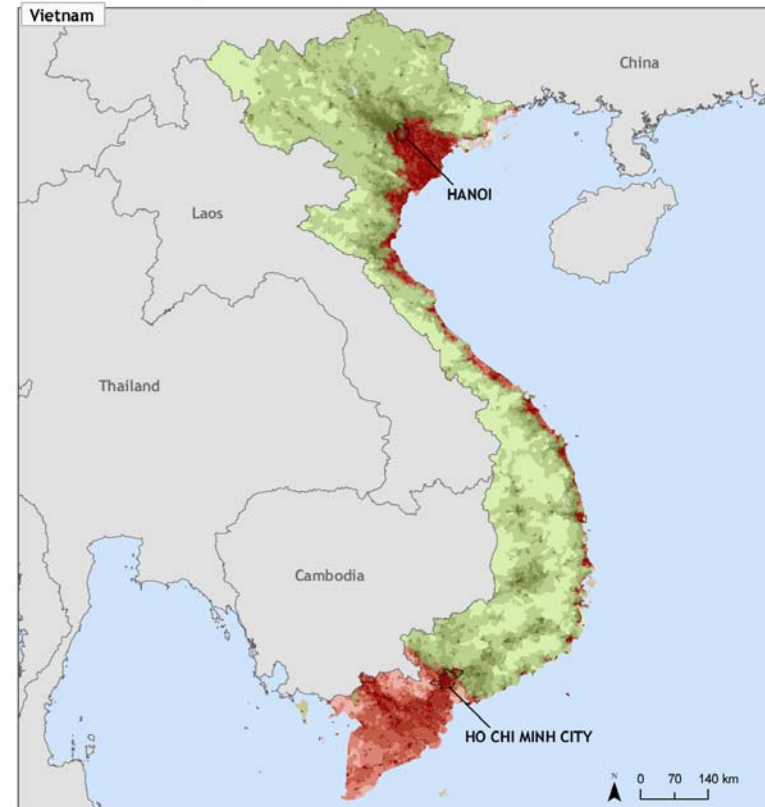 Vietnam
China
HANOI
Laos
Thailand
Cambodia
HO CHI MINH CITY
N
0 70 140 km